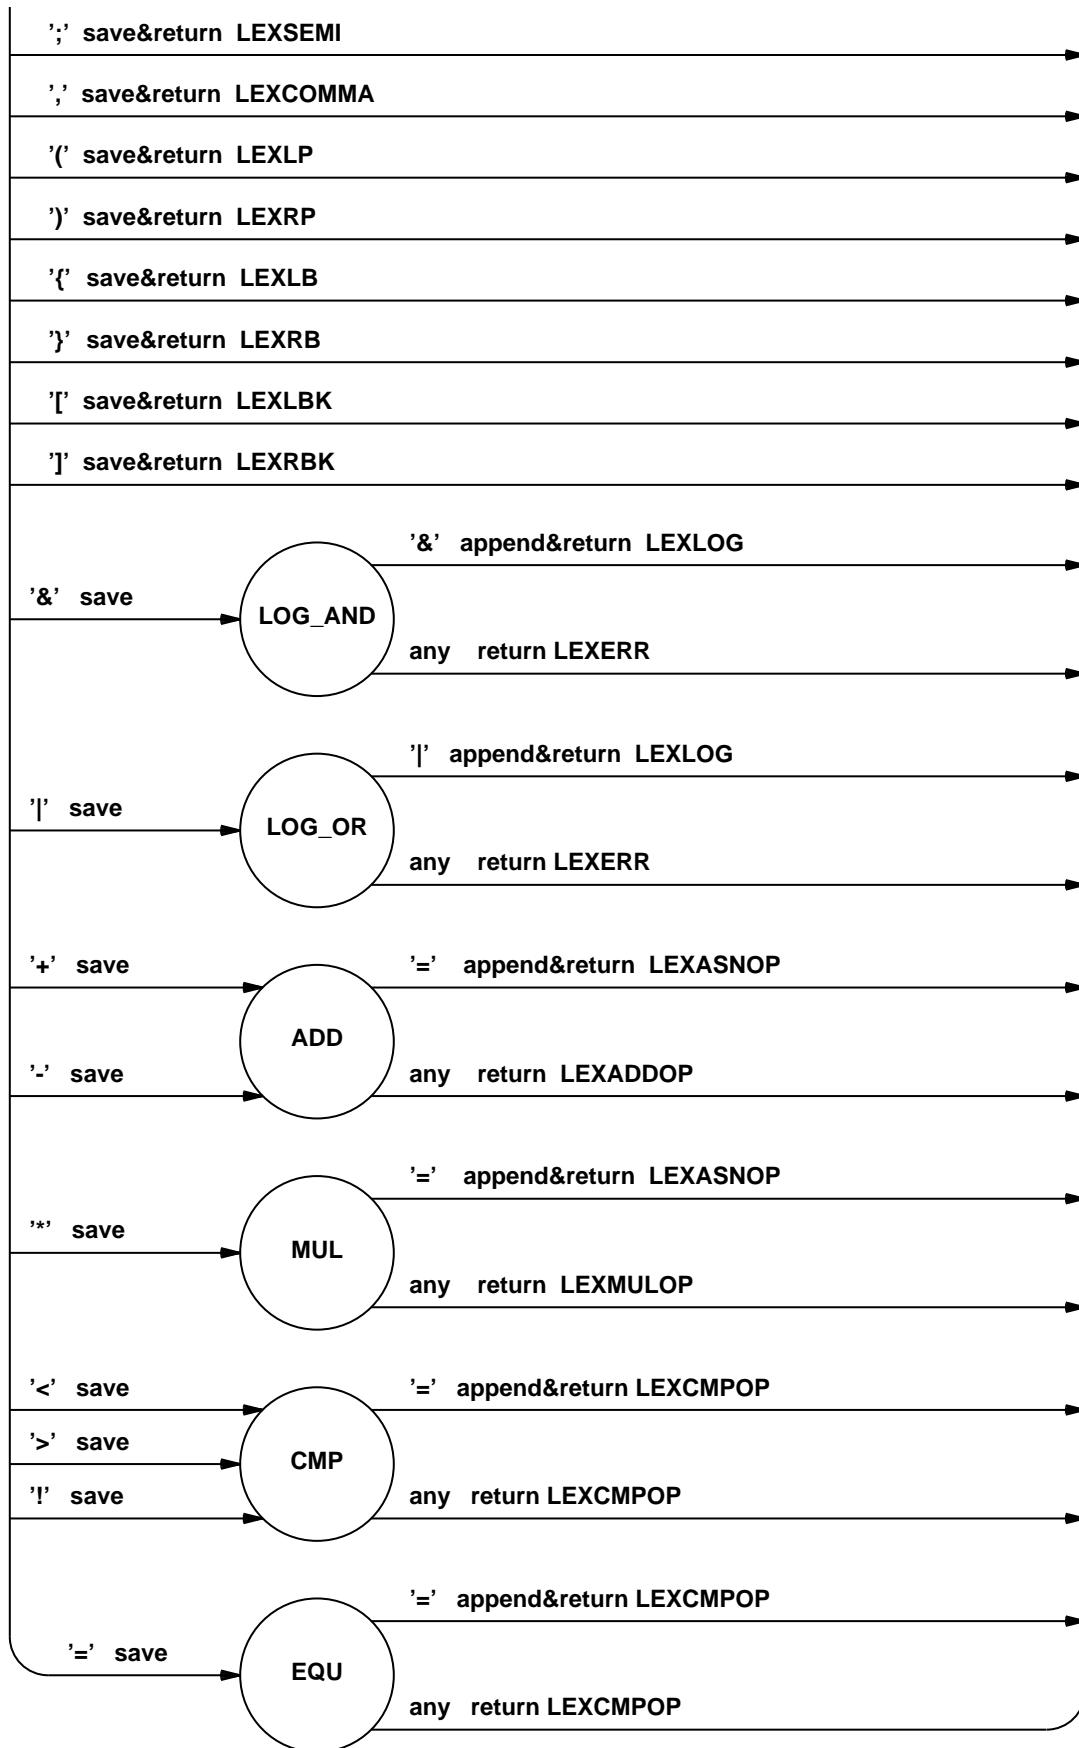 ’;’ save&return LEXSEMI
’,’ save&return LEXCOMMA
’(’ save&return LEXLP
’)’ save&return LEXRP
’{’ save&return LEXLB
’}’ save&return LEXRB
’[’ save&return LEXLBK
’]’ save&return LEXRBK
’&’ append&return LEXLOG
’&’ save
LOG_AND
any return LEXERR
’|’ append&return LEXLOG
’|’ save
LOG_OR
any return LEXERR
’+’ save
’=’ append&return LEXASNOP
ADD
’-’ save
any return LEXADDOP
’=’ append&return LEXASNOP
’*’ save
MUL
any return LEXMULOP
’<’ save
’=’ append&return LEXCMPOP
’>’ save
CMP
’!’ save
any return LEXCMPOP
’=’ append&return LEXCMPOP
’=’ save
EQU
any return LEXCMPOP